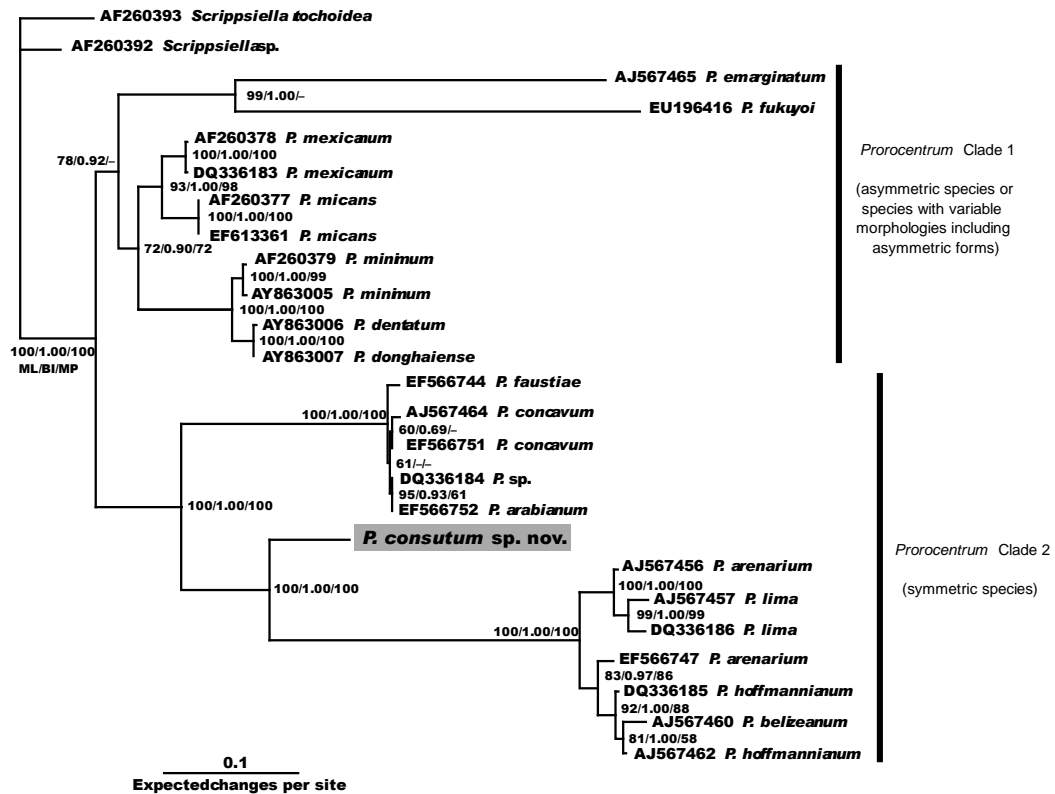 AF260393 Scrippsiella trochoidea
AF260392 Scrippsiella sp.
AJ567465 P. emarginatum
99/1.00/–
EU196416 P. fukuyoi
AF260378 P. mexicanum
100/1.00/100
78/0.92/–
DQ336183 P. mexicanum
93/1.00/98
AF260377 P. micans
100/1.00/100
EF613361 P. micans
72/0.90/72
AF260379 P. minimum
100/1.00/99
AY863005 P. minimum
100/1.00/100
AY863006 P. dentatum
100/1.00/100
AY863007 P. donghaiense
Prorocentrum Clade 1
(asymmetric species or
species with variable
morphologies including
asymmetric forms)
100/1.00/100
ML/BI/MP
EF566744 P. faustiae
100/1.00/100
AJ567464 P. concavum
60/0.69/–
EF566751 P. concavum
61/–/–
DQ336184 P. sp.
95/0.93/61
EF566752 P. arabianum
100/1.00/100
P. consutum sp. nov.
AJ567456 P. arenarium
100/1.00/100
100/1.00/100
AJ567457 P. lima
99/1.00/99
DQ336186 P. lima
100/1.00/100
EF566747 P. arenarium
83/0.97/86
DQ336185 P. hoffmannianum
92/1.00/88
AJ567460 P. belizeanum
81/1.00/58
AJ567462 P. hoffmannianum
Prorocentrum Clade 2
(symmetric species)
0.1
Expectedchanges per site